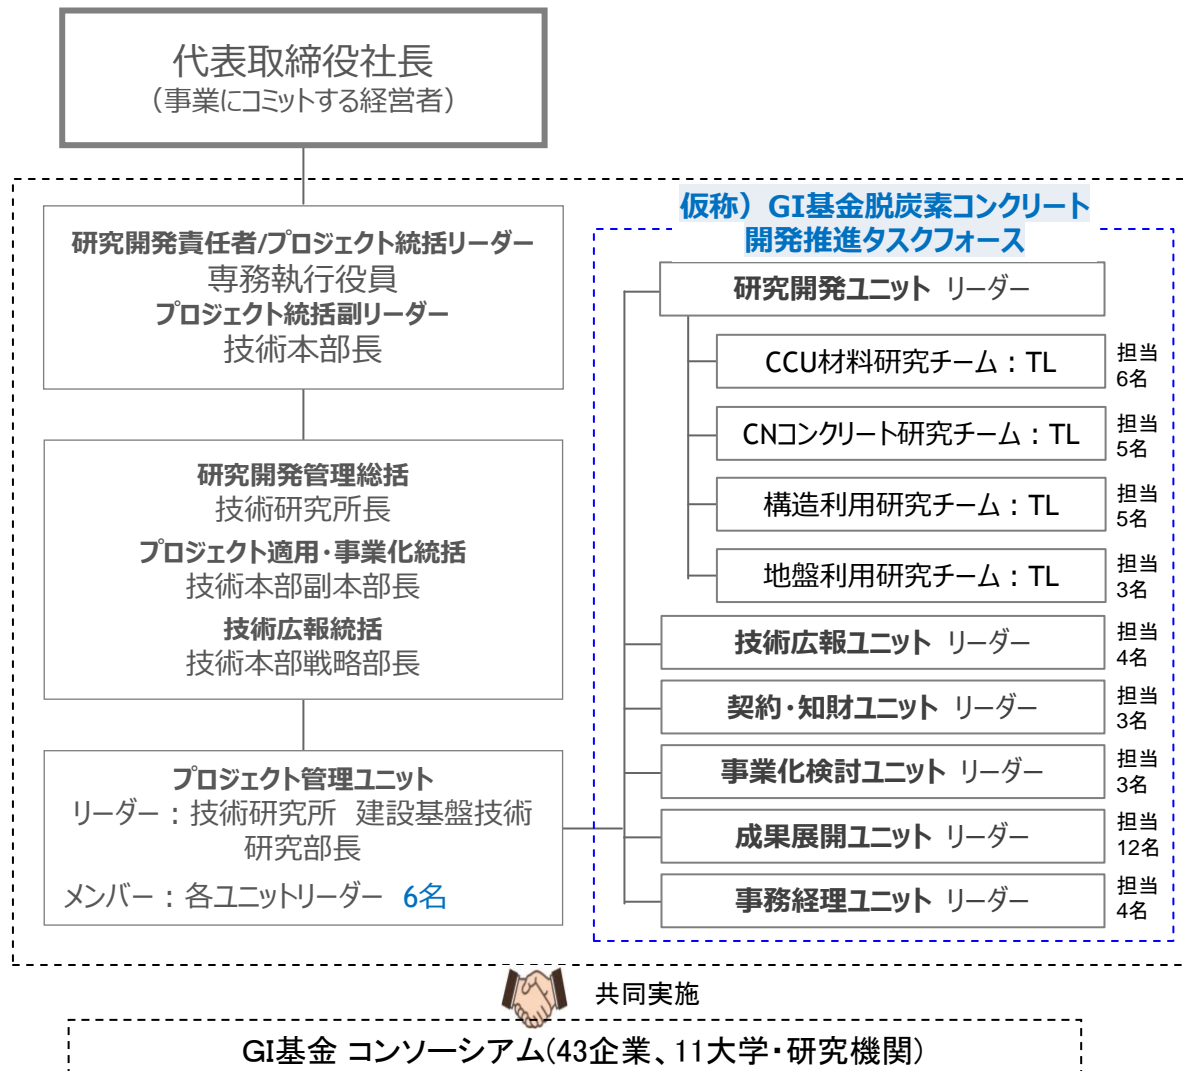 代表取締役社長
（事業にコミットする経営者）
研究開発責任者/プロジェクト統括リーダー
専務執行役員
プロジェクト統括副リーダー
技術本部長
研究開発管理総括
技術研究所長
プロジェクト適用・事業化統括
技術本部副本部長
技術広報統括
技術本部戦略部長
プロジェクト管理ユニット
リーダー：技術研究所　建設基盤技術
研究部長
メンバー：各ユニットリーダー 6名
仮称）GI基金脱炭素コンクリート
開発推進タスクフォース
研究開発ユニット リーダー
CCU材料研究チーム：TL
担当
6名
CNコンクリート研究チーム：TL
担当
5名
構造利用研究チーム：TL
担当
5名
地盤利用研究チーム：TL
担当
3名
技術広報ユニット リーダー
担当
4名
契約・知財ユニット リーダー
担当
3名
事業化検討ユニット リーダー
担当
3名
成果展開ユニット リーダー
担当
12名
事務経理ユニット リーダー
担当
4名
共同実施
GI基金 コンソーシアム(43企業、11大学・研究機関)